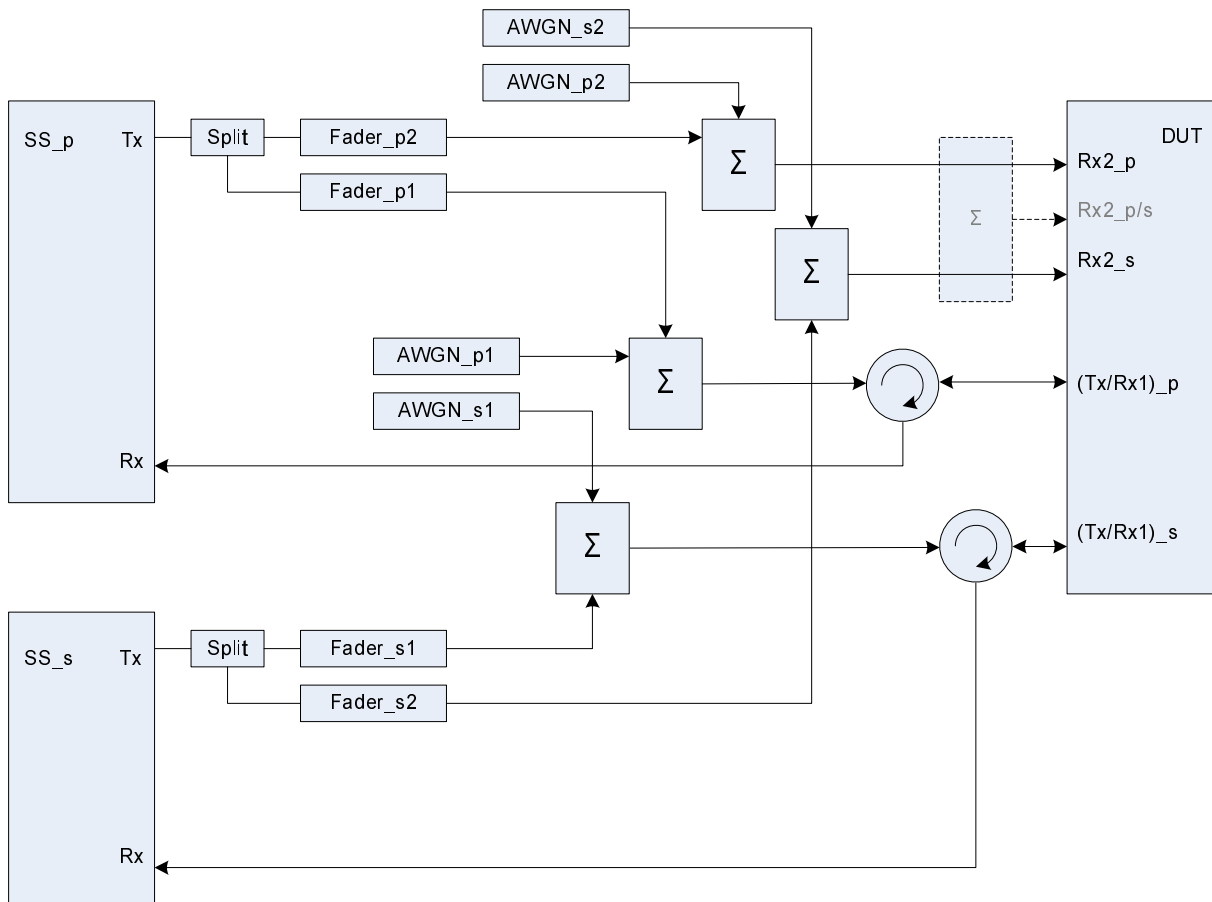 AWGN_s2
AWGN_p2
SS_p
Tx
Split
Fader_p2
Fader_p1
Σ
Σ
Σ
DUT
Rx2_p
Rx2_p/s
Rx2_s
AWGN_p1
AWGN_s1
Σ
(Tx/Rx1)_p
Rx
Σ
(Tx/Rx1)_s
SS_s
Tx
Split
Fader_s1
Fader_s2
Rx